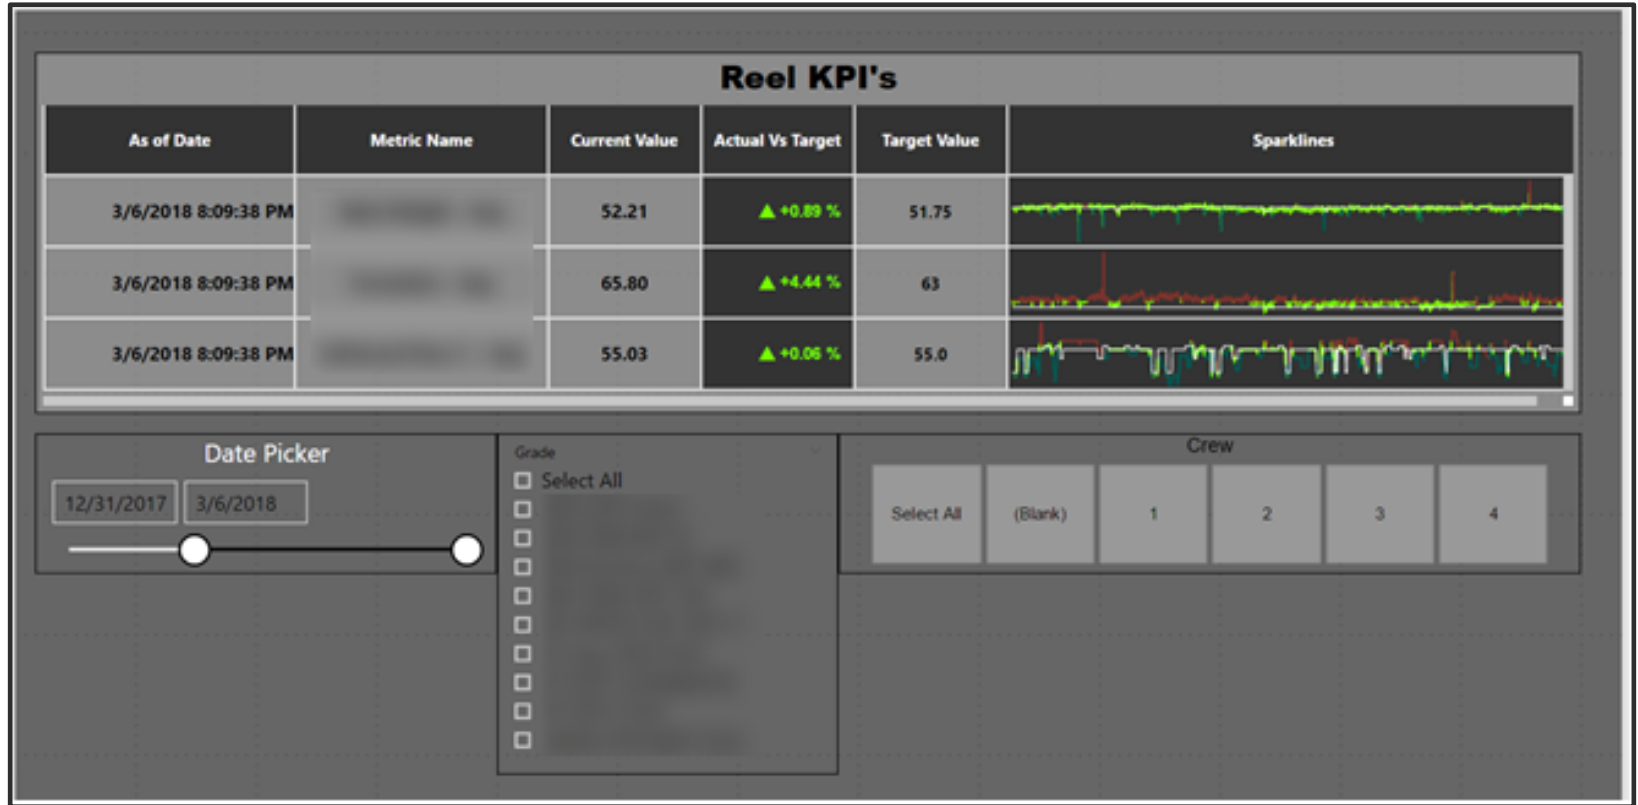 Reel KPI's
As of Date Metric Name Current Value Actual Vs Target Target Value Sparklines
3/6/2018 8:09:38 PM 52.21 ▲ +0.89 % 51.75
3/6/2018 8:09:38 PM 65.80 ▲ +4.44 % 63
3/6/2018 8:09:38 PM 55.03 ▲ +0.06 % 55.0
Date Picker
12/31/2017 3/6/2018
Grade
Select All
Crew
Select All (Blank) 1 2 3 4